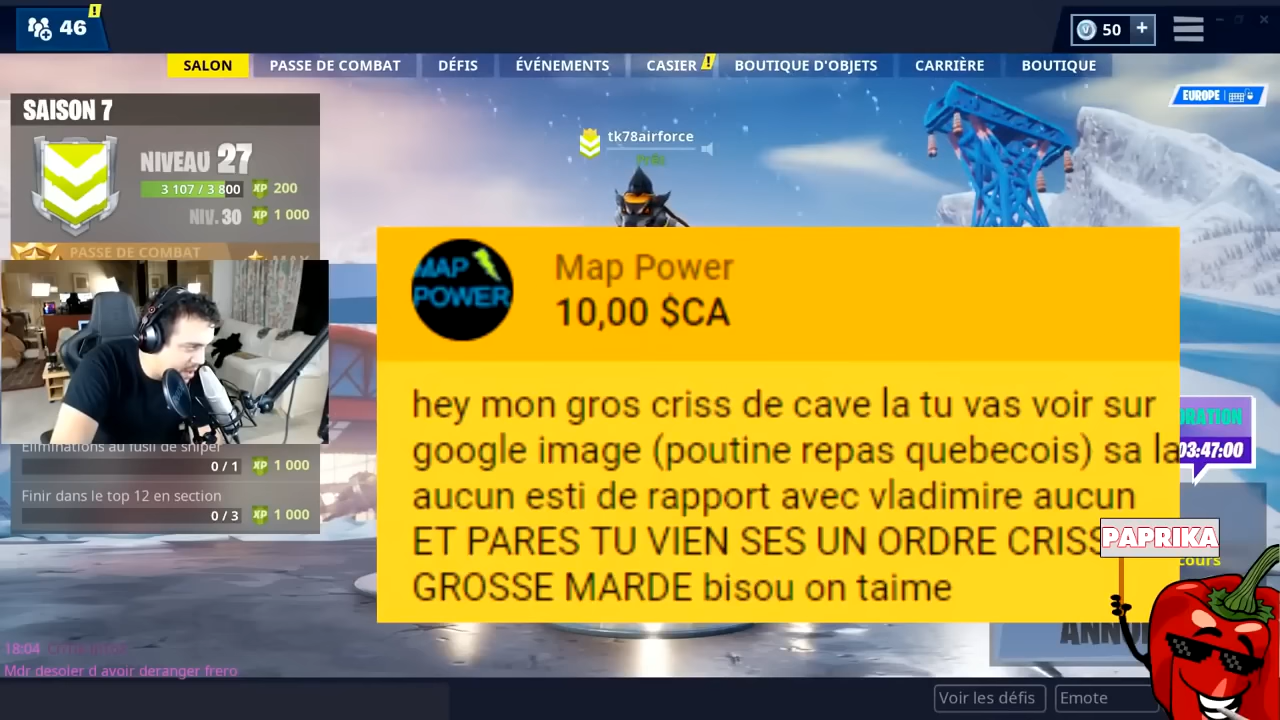 46
50 +
SALON PASSE DE COMBAT DÉFIS ÉVÉNEMENTS CASIER BOUTIQUE D'OBJETS CARRIÈRE BOUTIQUE
EUROPE
SAISON 7
NIVEAU 27
3 107 / 3 800 XP 200
NIV. 30 XP 1 000
PASSE DE COMBAT
tk78airforce
MAP POWER
Map Power
10,00 $CA
hey mon gros criss de cave la tu vas voir sur
google image (poutine repas quebecois) sa la
aucun esti de rapport avec vladimire aucun
ET PARES TU VIEN SES UN ORDRE CRISS
GROSSE MARDE bisou on taime
03:47:00
PAPRIKA
Éliminations au fusil de sniper
0 / 1 XP 1 000
Finir dans le top 12 en section
0 / 3 XP 1 000
18:04
Mdr desoler d avoir deranger frero
Voir les défis Emote